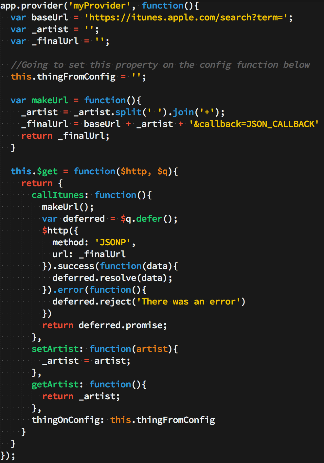 app.provider('myProvider', function(){
  var baseUrl = 'https://itunes.apple.com/search?term=';
  var _artist = '';
  var _finalUrl = '';

  //Going to set this property on the config function below
  this.thingFromConfig = '';

  var makeUrl = function(){
    _artist = _artist.split(' ').join('+');
    _finalUrl = baseUrl + _artist + '&callback=JSON_CALLBACK'
    return _finalUrl;
  }

  this.$get = function($http, $q){
    return {
      callItunes: function(){
        makeUrl();
        var deferred = $q.defer();
        $http({
          method: 'JSONP',
          url: _finalUrl
        }).success(function(data){
          deferred.resolve(data);
        }).error(function(){
          deferred.reject('There was an error')
        })
        return deferred.promise;
      },
      setArtist: function(artist){
        _artist = artist;
      },
      getArtist: function(){
        return _artist;
      },
      thingOnConfig: this.thingFromConfig
    }
  }
});